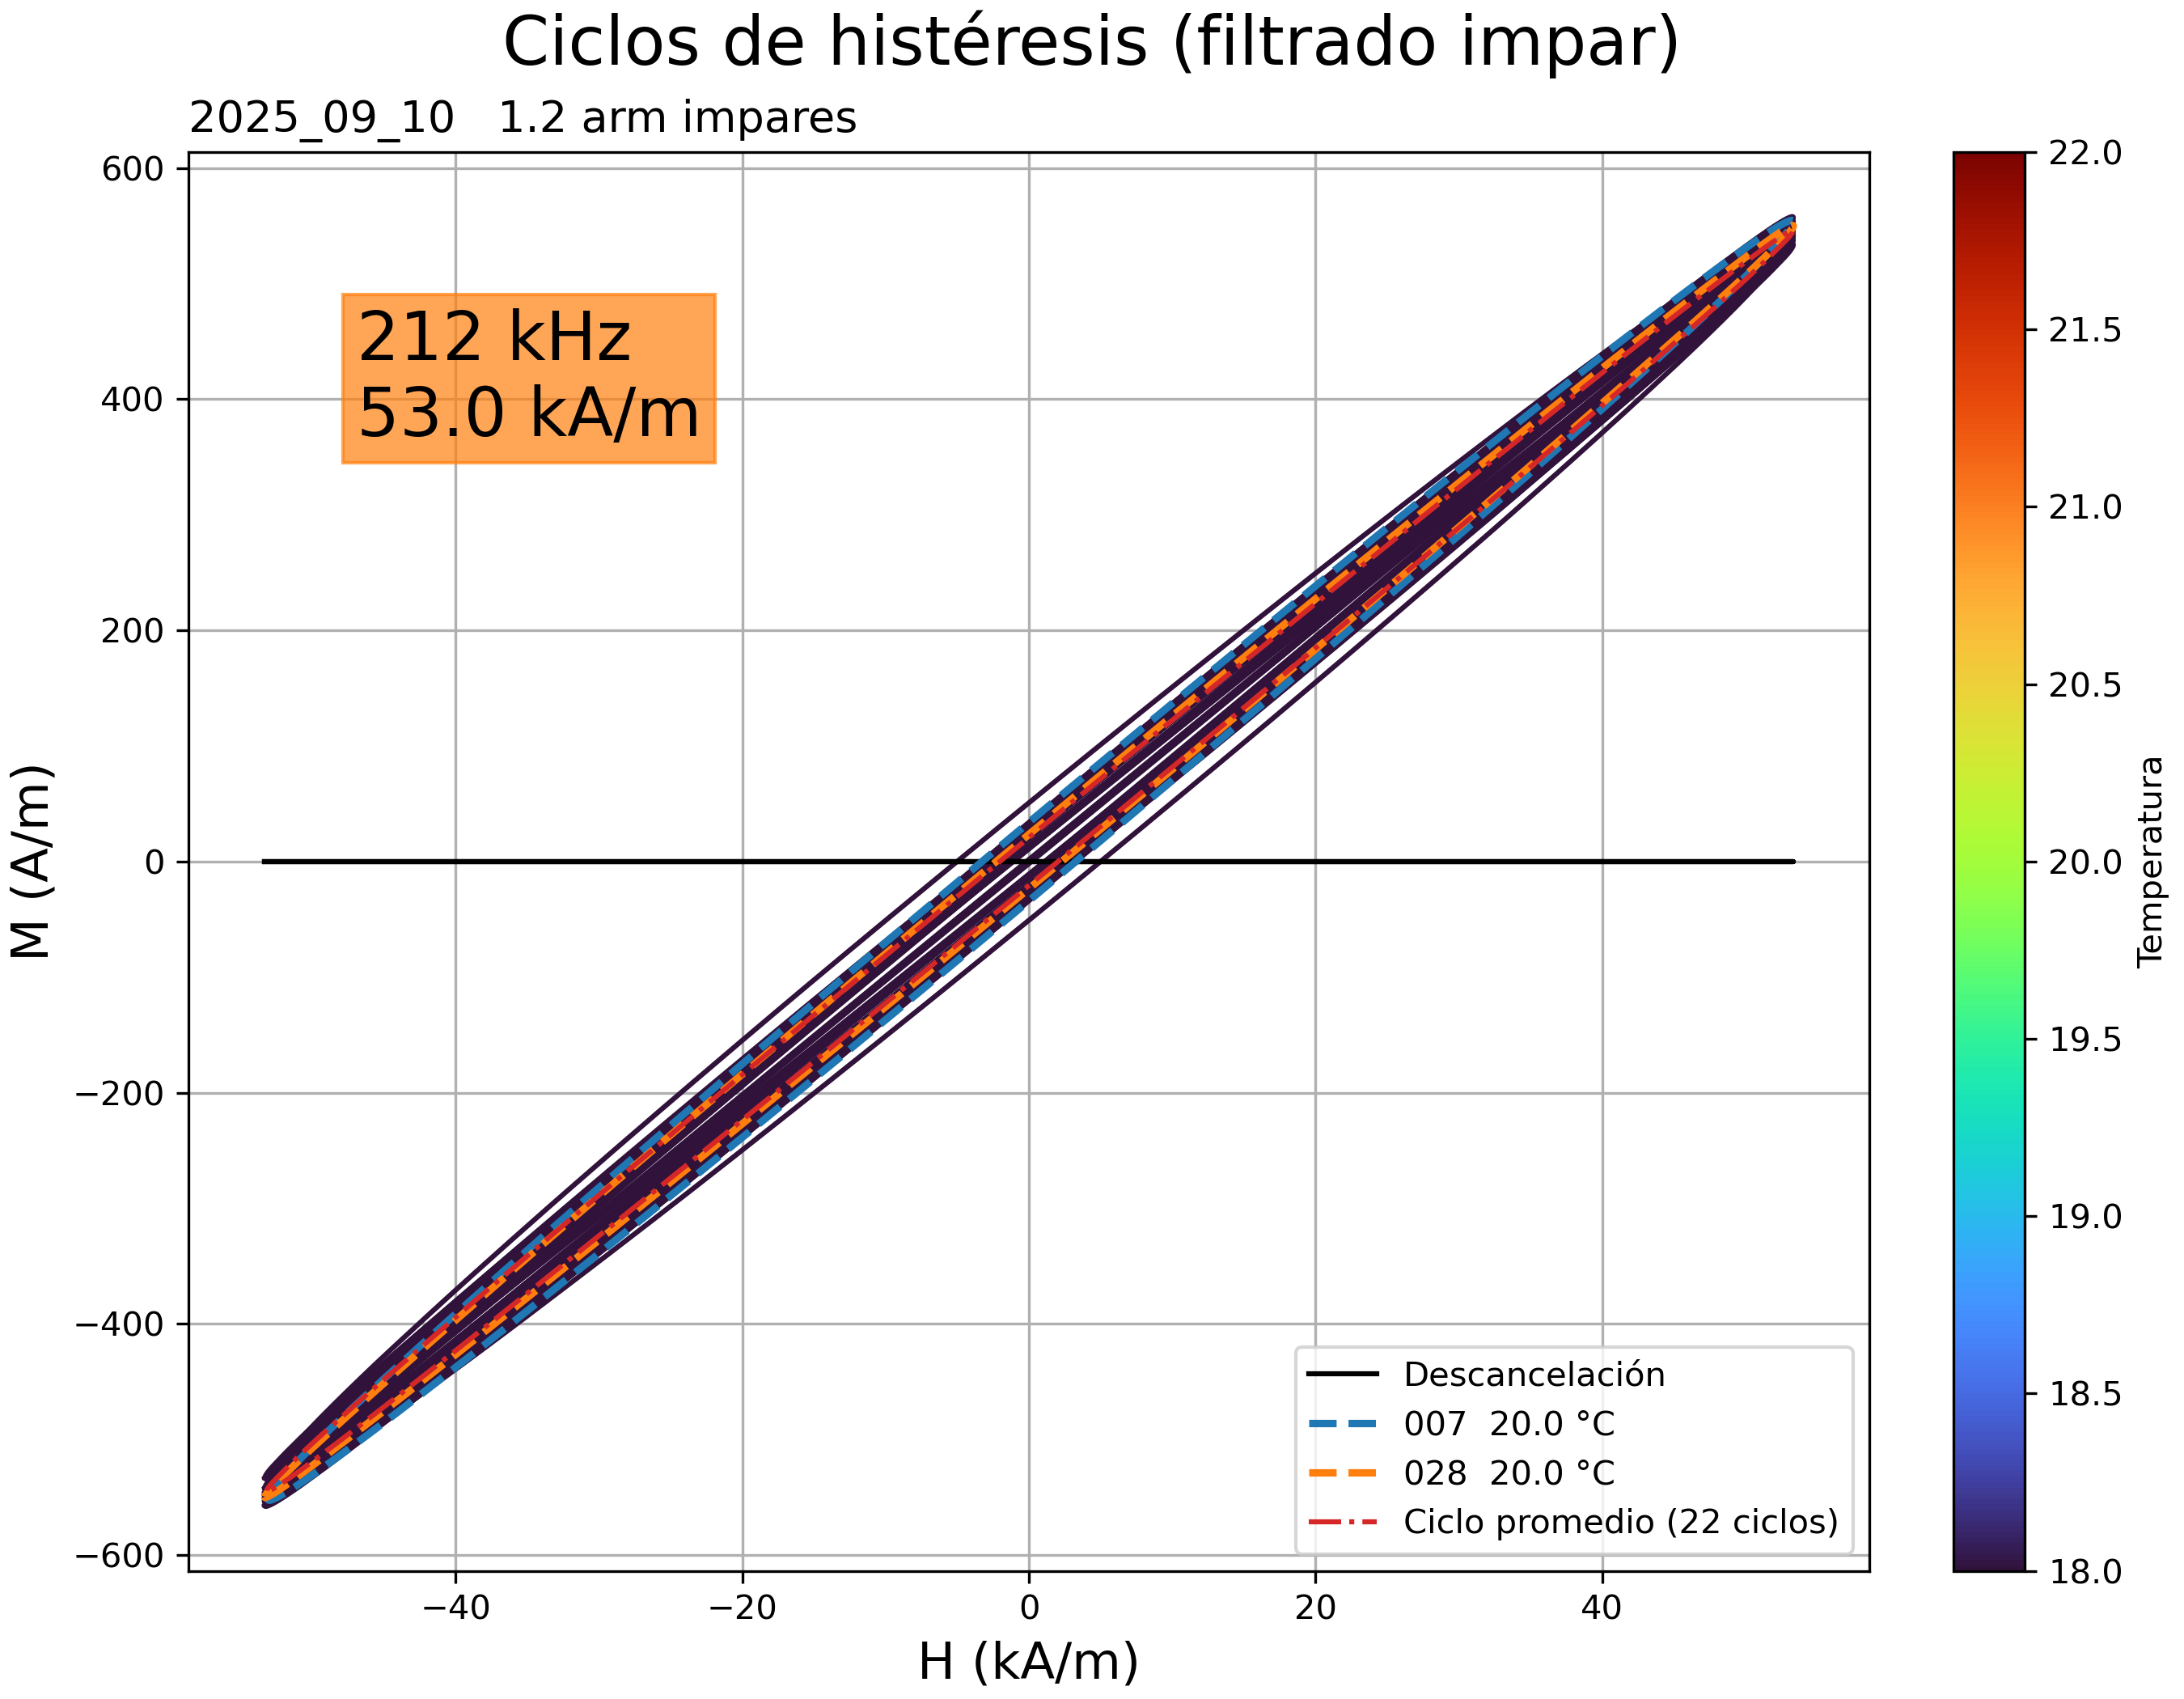 Ciclos de histéresis (filtrado impar)
2025_09_10   1.2 arm impares
212 kHz
53.0 kA/m
M (A/m)
600
400
200
0
−200
−400
−600
−40
−20
0
20
40
H (kA/m)
Descancelación
007  20.0 °C
028  20.0 °C
Ciclo promedio (22 ciclos)
22.0
21.5
21.0
20.5
20.0
19.5
19.0
18.5
18.0
Temperatura